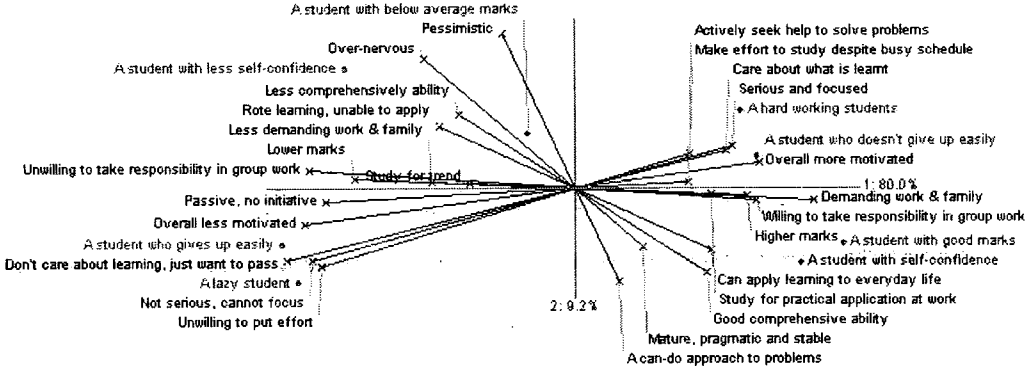 A student with below average marks
Pessimistic
Over-nervous
A student with less self-confidence
Less comprehensively ability
Rote learning, unable to apply
Less demanding work & family
Lower marks
Unwilling to take responsibility in group work
Study for trend
Passive, no initiative
Overall less motivated
A student who gives up easily
Don't care about learning, just want to pass
A lazy student
Not serious, cannot focus
Unwilling to put effort
Actively seek help to solve problems
Make effort to study despite busy schedule
Care about what is learnt
Serious and focused
A hard working students
A student who doesn't give up easily
Overall more motivated
1: 80.0%
Demanding work & family
Willing to take responsibility in group work
Higher marks
A student with good marks
A student with self-confidence
Can apply learning to everyday life
Study for practical application at work
2: 9.2%
Good comprehensive ability
Mature, pragmatic and stable
A can-do approach to problems